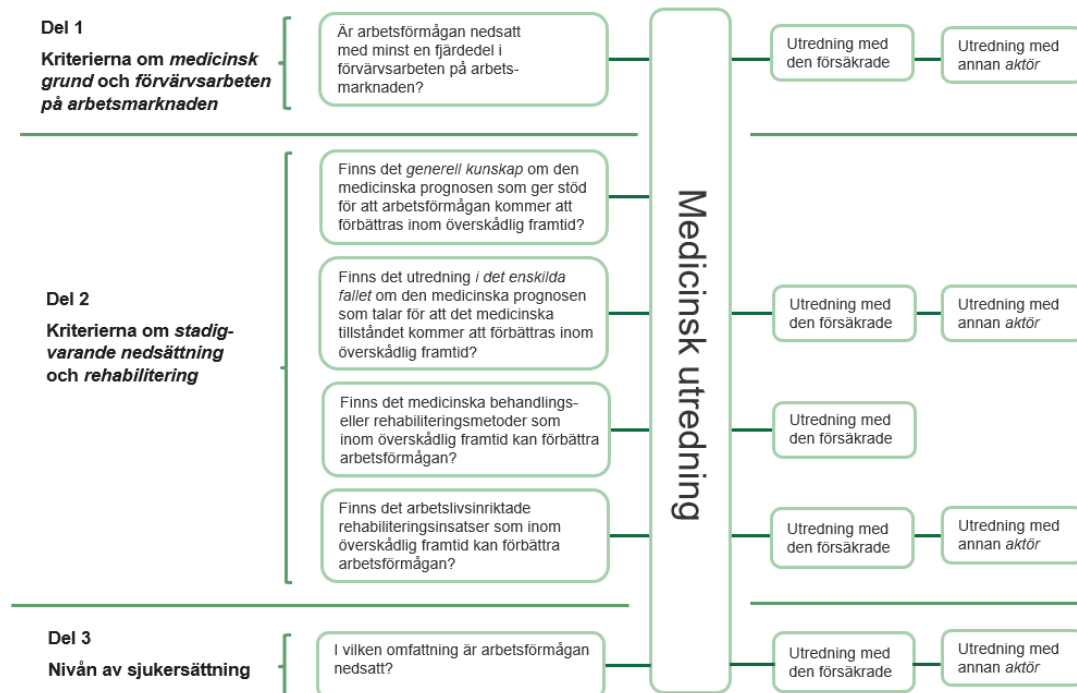 Del 1
Kriterierna om medicinsk
grund och förvärvsarbeten
på arbetsmarknaden
Är arbetsförmågan nedsatt
med minst en fjärdedel i
förvärvsarbeten på arbets-
marknaden?
Utredning med
den försäkrade
Utredning med
annan aktör
Medicinsk utredning
Del 2
Kriterierna om stadig-
varande nedsättning
och rehabilitering
Finns det generell kunskap om den
medicinska prognosen som ger stöd
för att arbetsförmågan kommer att
förbättras inom överskådlig framtid?
Finns det utredning i det enskilda
fallet om den medicinska prognosen
som talar för att det medicinska
tillståndet kommer att förbättras inom
överskådlig framtid?
Utredning med
den försäkrade
Utredning med
annan aktör
Finns det medicinska behandlings-
eller rehabiliteringsmetoder som
inom överskådlig framtid kan förbättra
arbetsförmågan?
Utredning med
den försäkrade
Finns det arbetslivsinriktade
rehabiliteringsinsatser som inom
överskådlig framtid kan förbättra
arbetsförmågan?
Utredning med
den försäkrade
Utredning med
annan aktör
Del 3
Nivån av sjukersättning
I vilken omfattning är arbetsförmågan
nedsatt?
Utredning med
den försäkrade
Utredning med
annan aktör